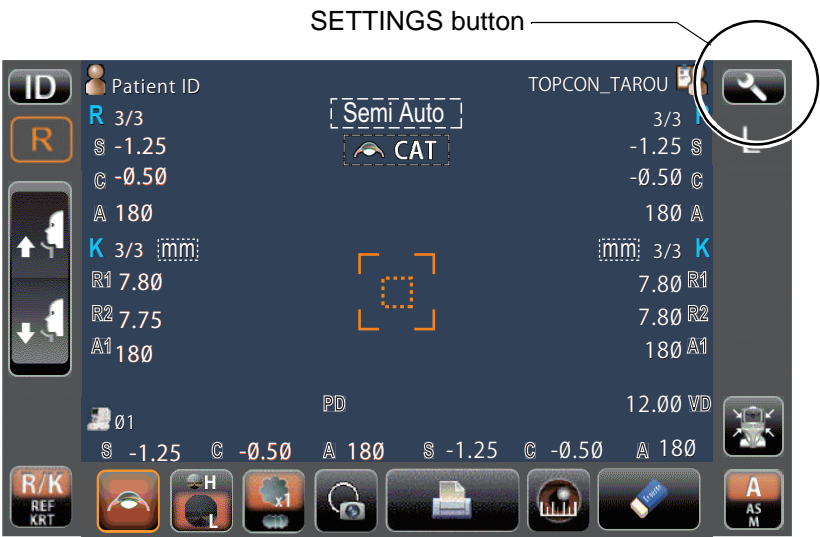 SETTINGS button
ID Patient ID TOPCON_TAROU
R 3/3 Semi Auto 3/3
R L
S -1.25 CAT -1.25 S
C -0.50 -0.50 C
A 180 180 A
K 3/3 mm mm 3/3 K
R1 7.80 7.80 R1
R2 7.75 7.80 R2
A1 180 180 A1
PD 12.00 VD
01
S -1.25 C -0.50 A 180 S -1.25 C -0.50 A 180
R/K H A
REF x1 AS
KRT L M